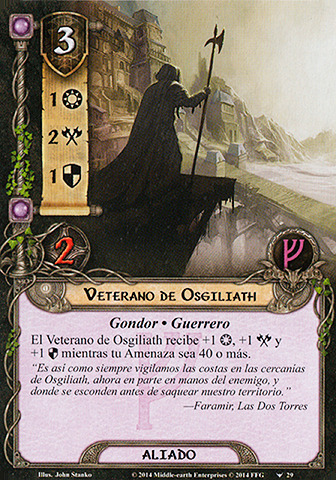 3
1
2
1
2
VETERANO DE OSGILIATH
Gondor • Guerrero
El Veterano de Osgiliath recibe +1 , +1 y
+1 mientras tu Amenaza sea 40 o más.
“Es así como siempre vigilamos las costas en las cercanías
de Osgiliath, ahora en parte en manos del enemigo, y
donde se esconden antes de saquear nuestro territorio.”
—Faramir, Las Dos Torres
ALIADO
Illus. John Stanko
© 2014 Middle-earth Enterprises © 2014 FFG
29